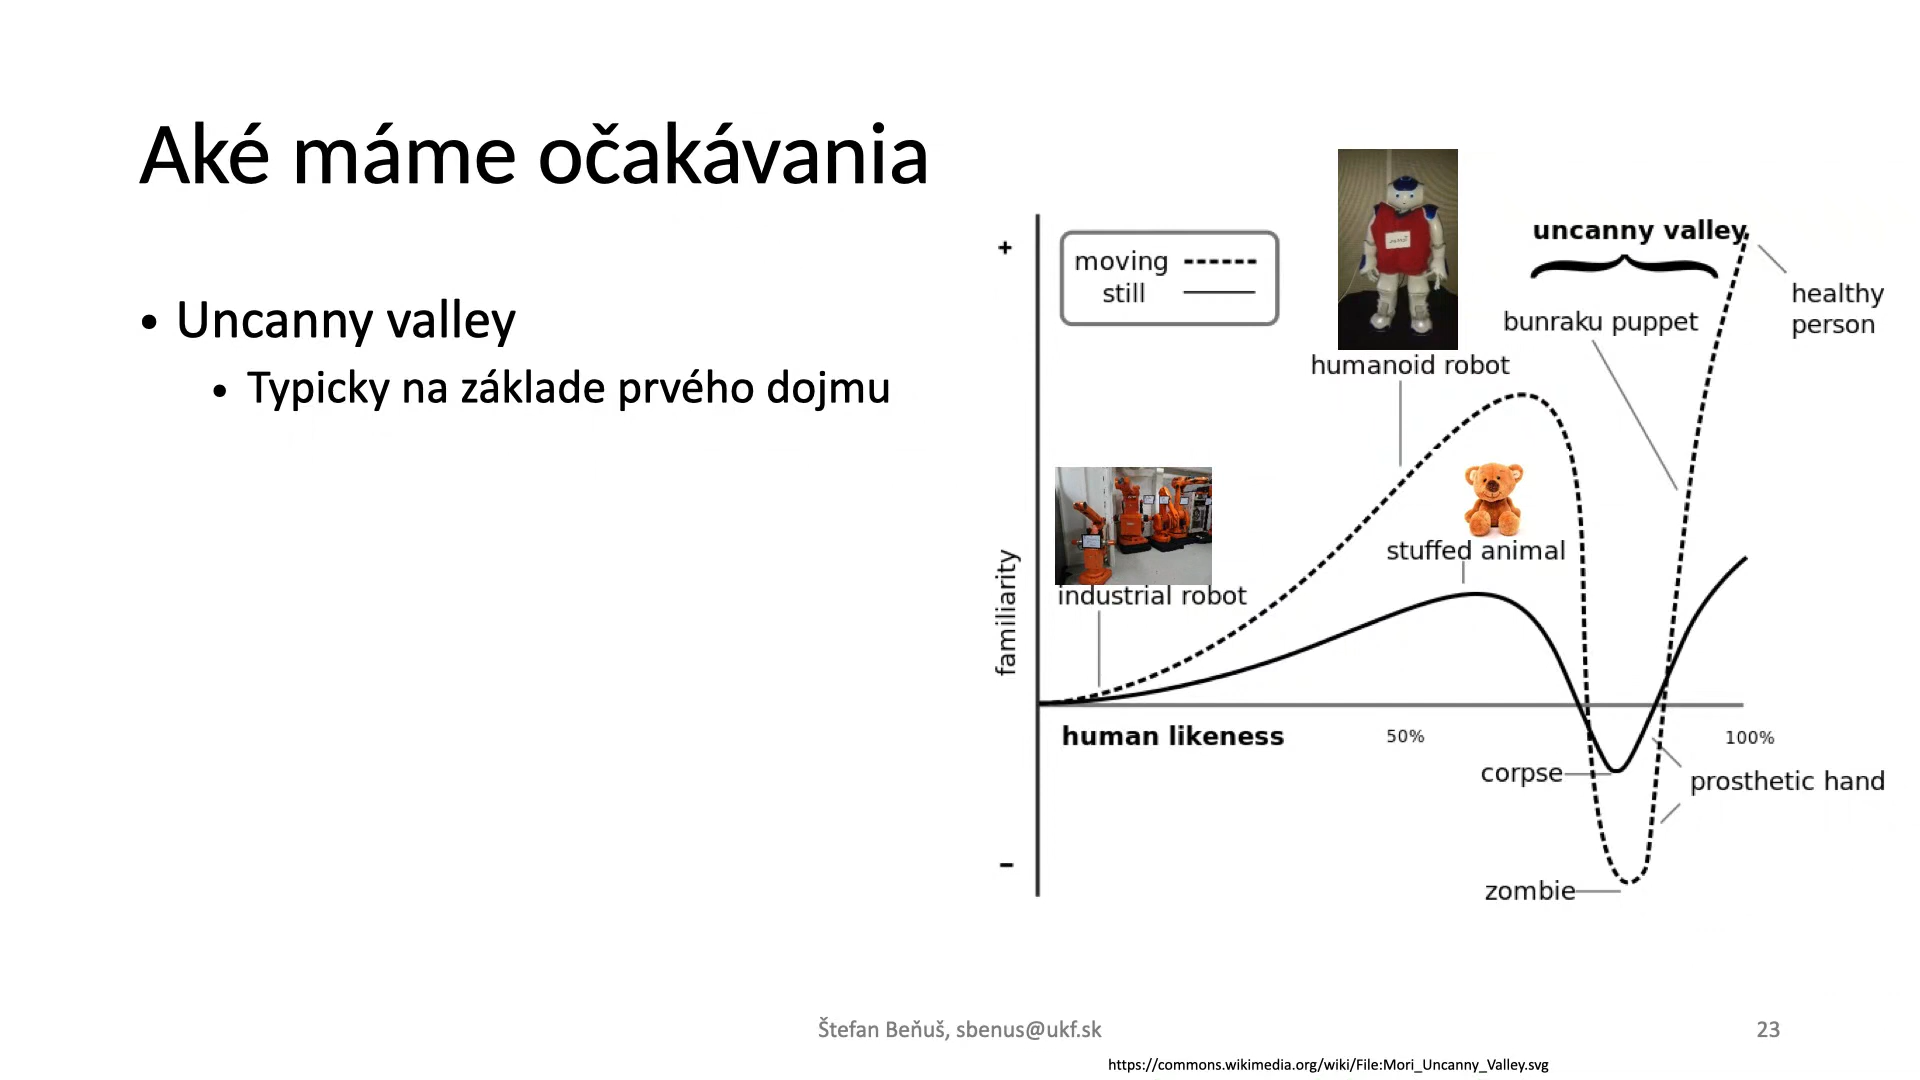 Aké máme očakávania
• Uncanny valley
• Typicky na základe prvého dojmu
+
moving
still
uncanny valley
healthy
person
bunraku puppet
humanoid robot
stuffed animal
industrial robot
familiarity
human likeness
50%
100%
corpse
prosthetic hand
–
zombie
Štefan Beňuš, sbenus@ukf.sk
23
https://commons.wikimedia.org/wiki/File:Mori_Uncanny_Valley.svg